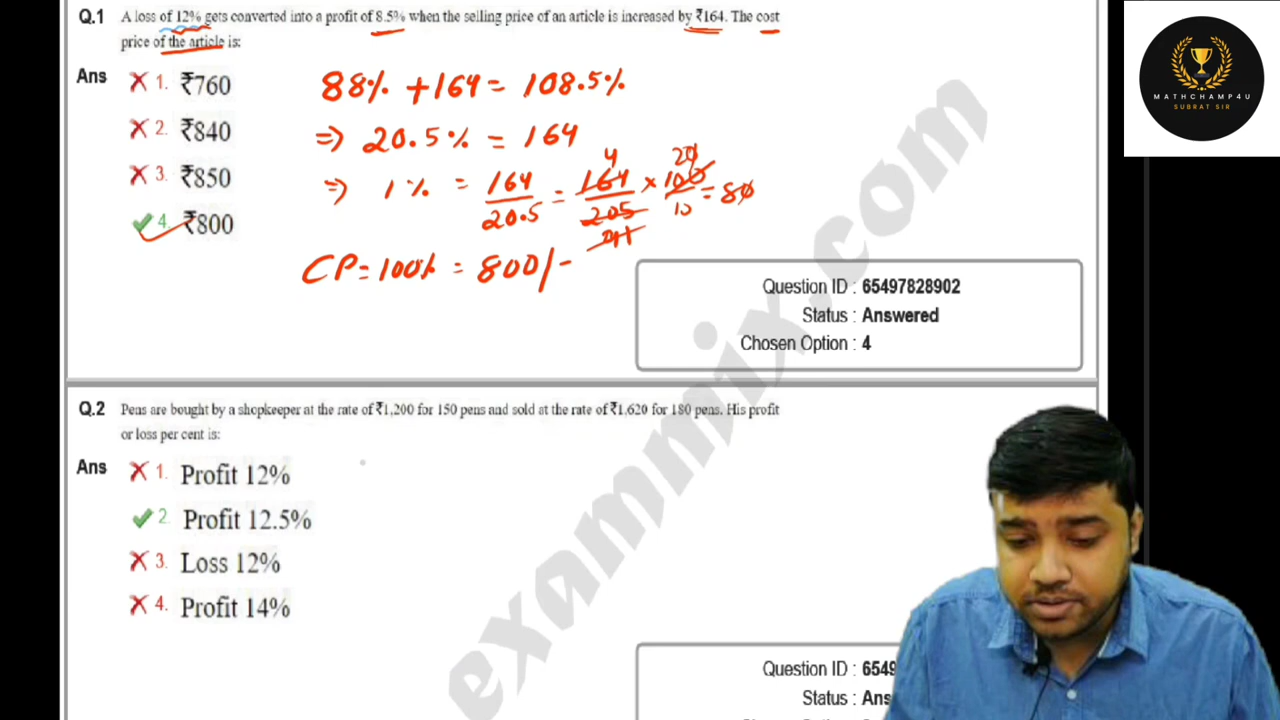 Q.1 A loss of 12% gets converted into a profit of 8.5% when the selling price of an article is increased by ₹164. The cost
price of the article is:
Ans
1. ₹760
2. ₹840
3. ₹850
4. ₹800
88% + 164 = 108.5%
⇒ 20.5% = 164
⇒ 1% = 164/20.5 = 164/205 × 100/10 = 80
4
20
CP = 100% = 800/-
Question ID : 65497828902
Status : Answered
Chosen Option : 4
MATHCHAMP4U
SUBRAT SIR
Q.2 Pens are bought by a shopkeeper at the rate of ₹1,200 for 150 pens and sold at the rate of ₹1,620 for 180 pens. His profit
or loss per cent is:
Ans
1. Profit 12%
2. Profit 12.5%
3. Loss 12%
4. Profit 14%
Question ID : 6549
Status : Ans
exammix.com